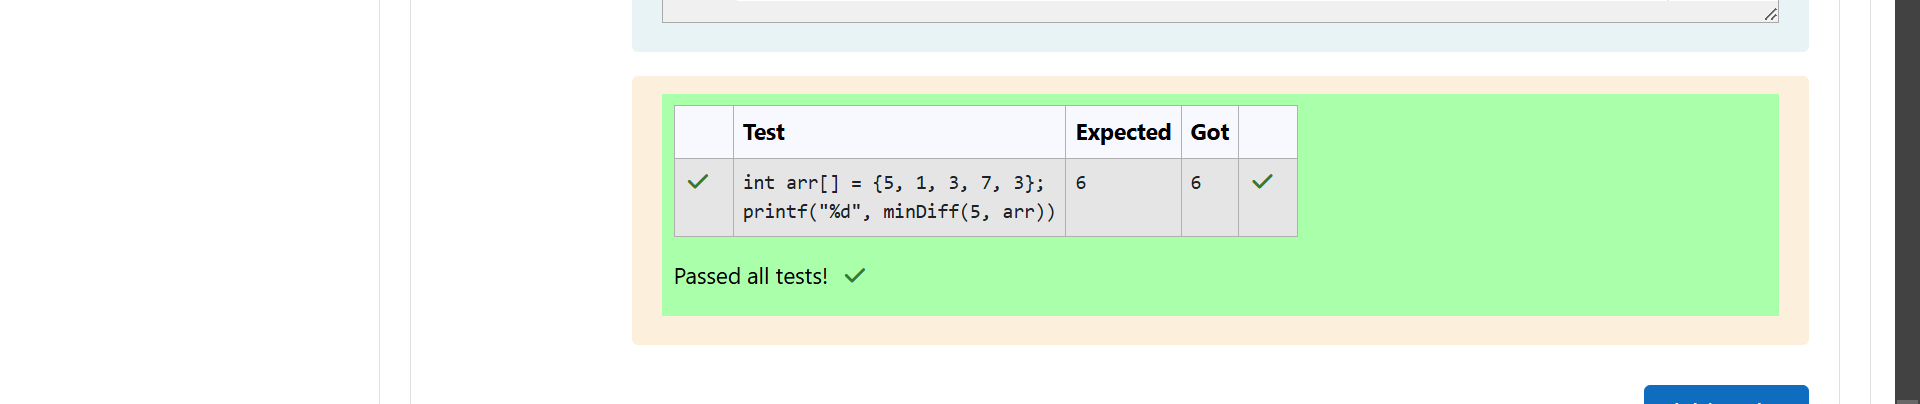 Test Expected Got
int arr[] = {5, 1, 3, 7, 3}; 6 6
printf("%d", minDiff(5, arr))
Passed all tests!